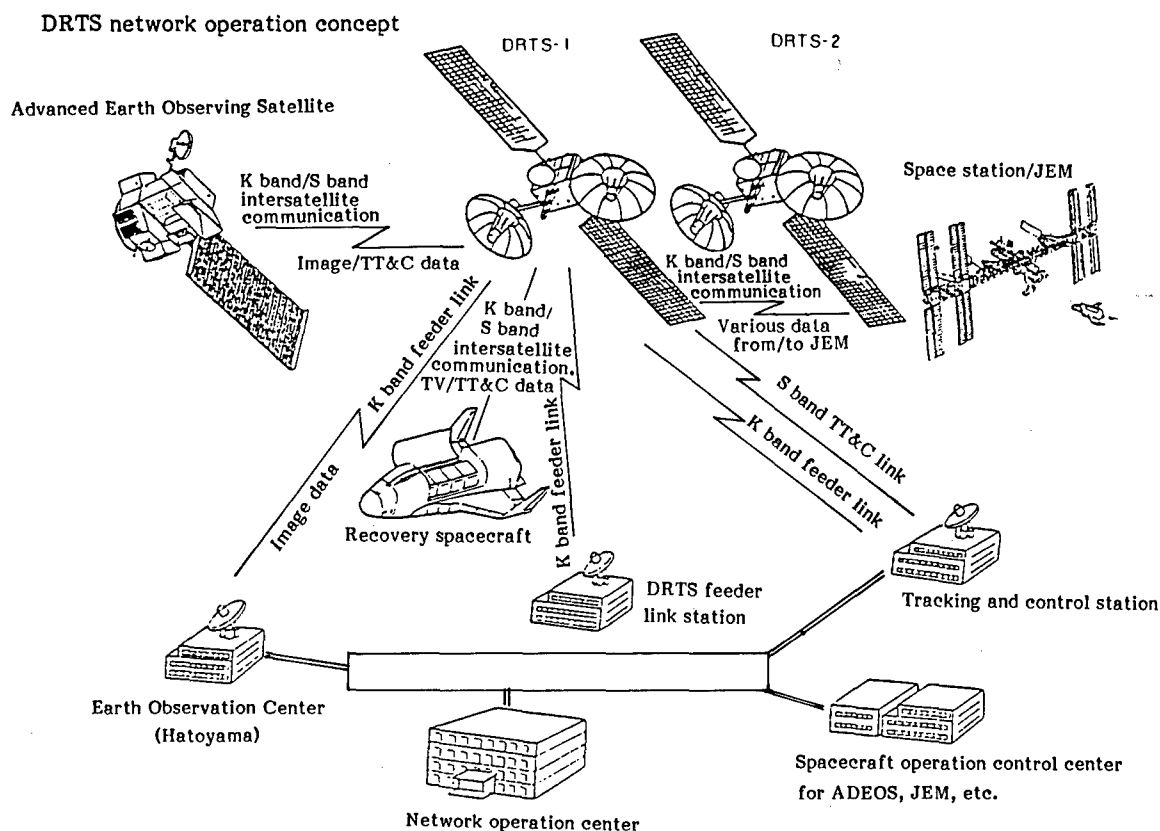 DRTS network operation concept
DRTS-1
DRTS-2
Advanced Earth Observing Satellite
K band/S band
intersatellite
communication
Image/TT&C data
Space station/JEM
K band/S band
intersatellite
communication
Various data
from/to JEM
K band/
S band
intersatellite
communication.
TV/TT&C data
K band feeder link
Image data
K band feeder link
S band TT&C link
K band feeder link
Recovery spacecraft
DRTS feeder
link station
Tracking and control station
Earth Observation Center
(Hatoyama)
Network operation center
Spacecraft operation control center
for ADEOS, JEM, etc.